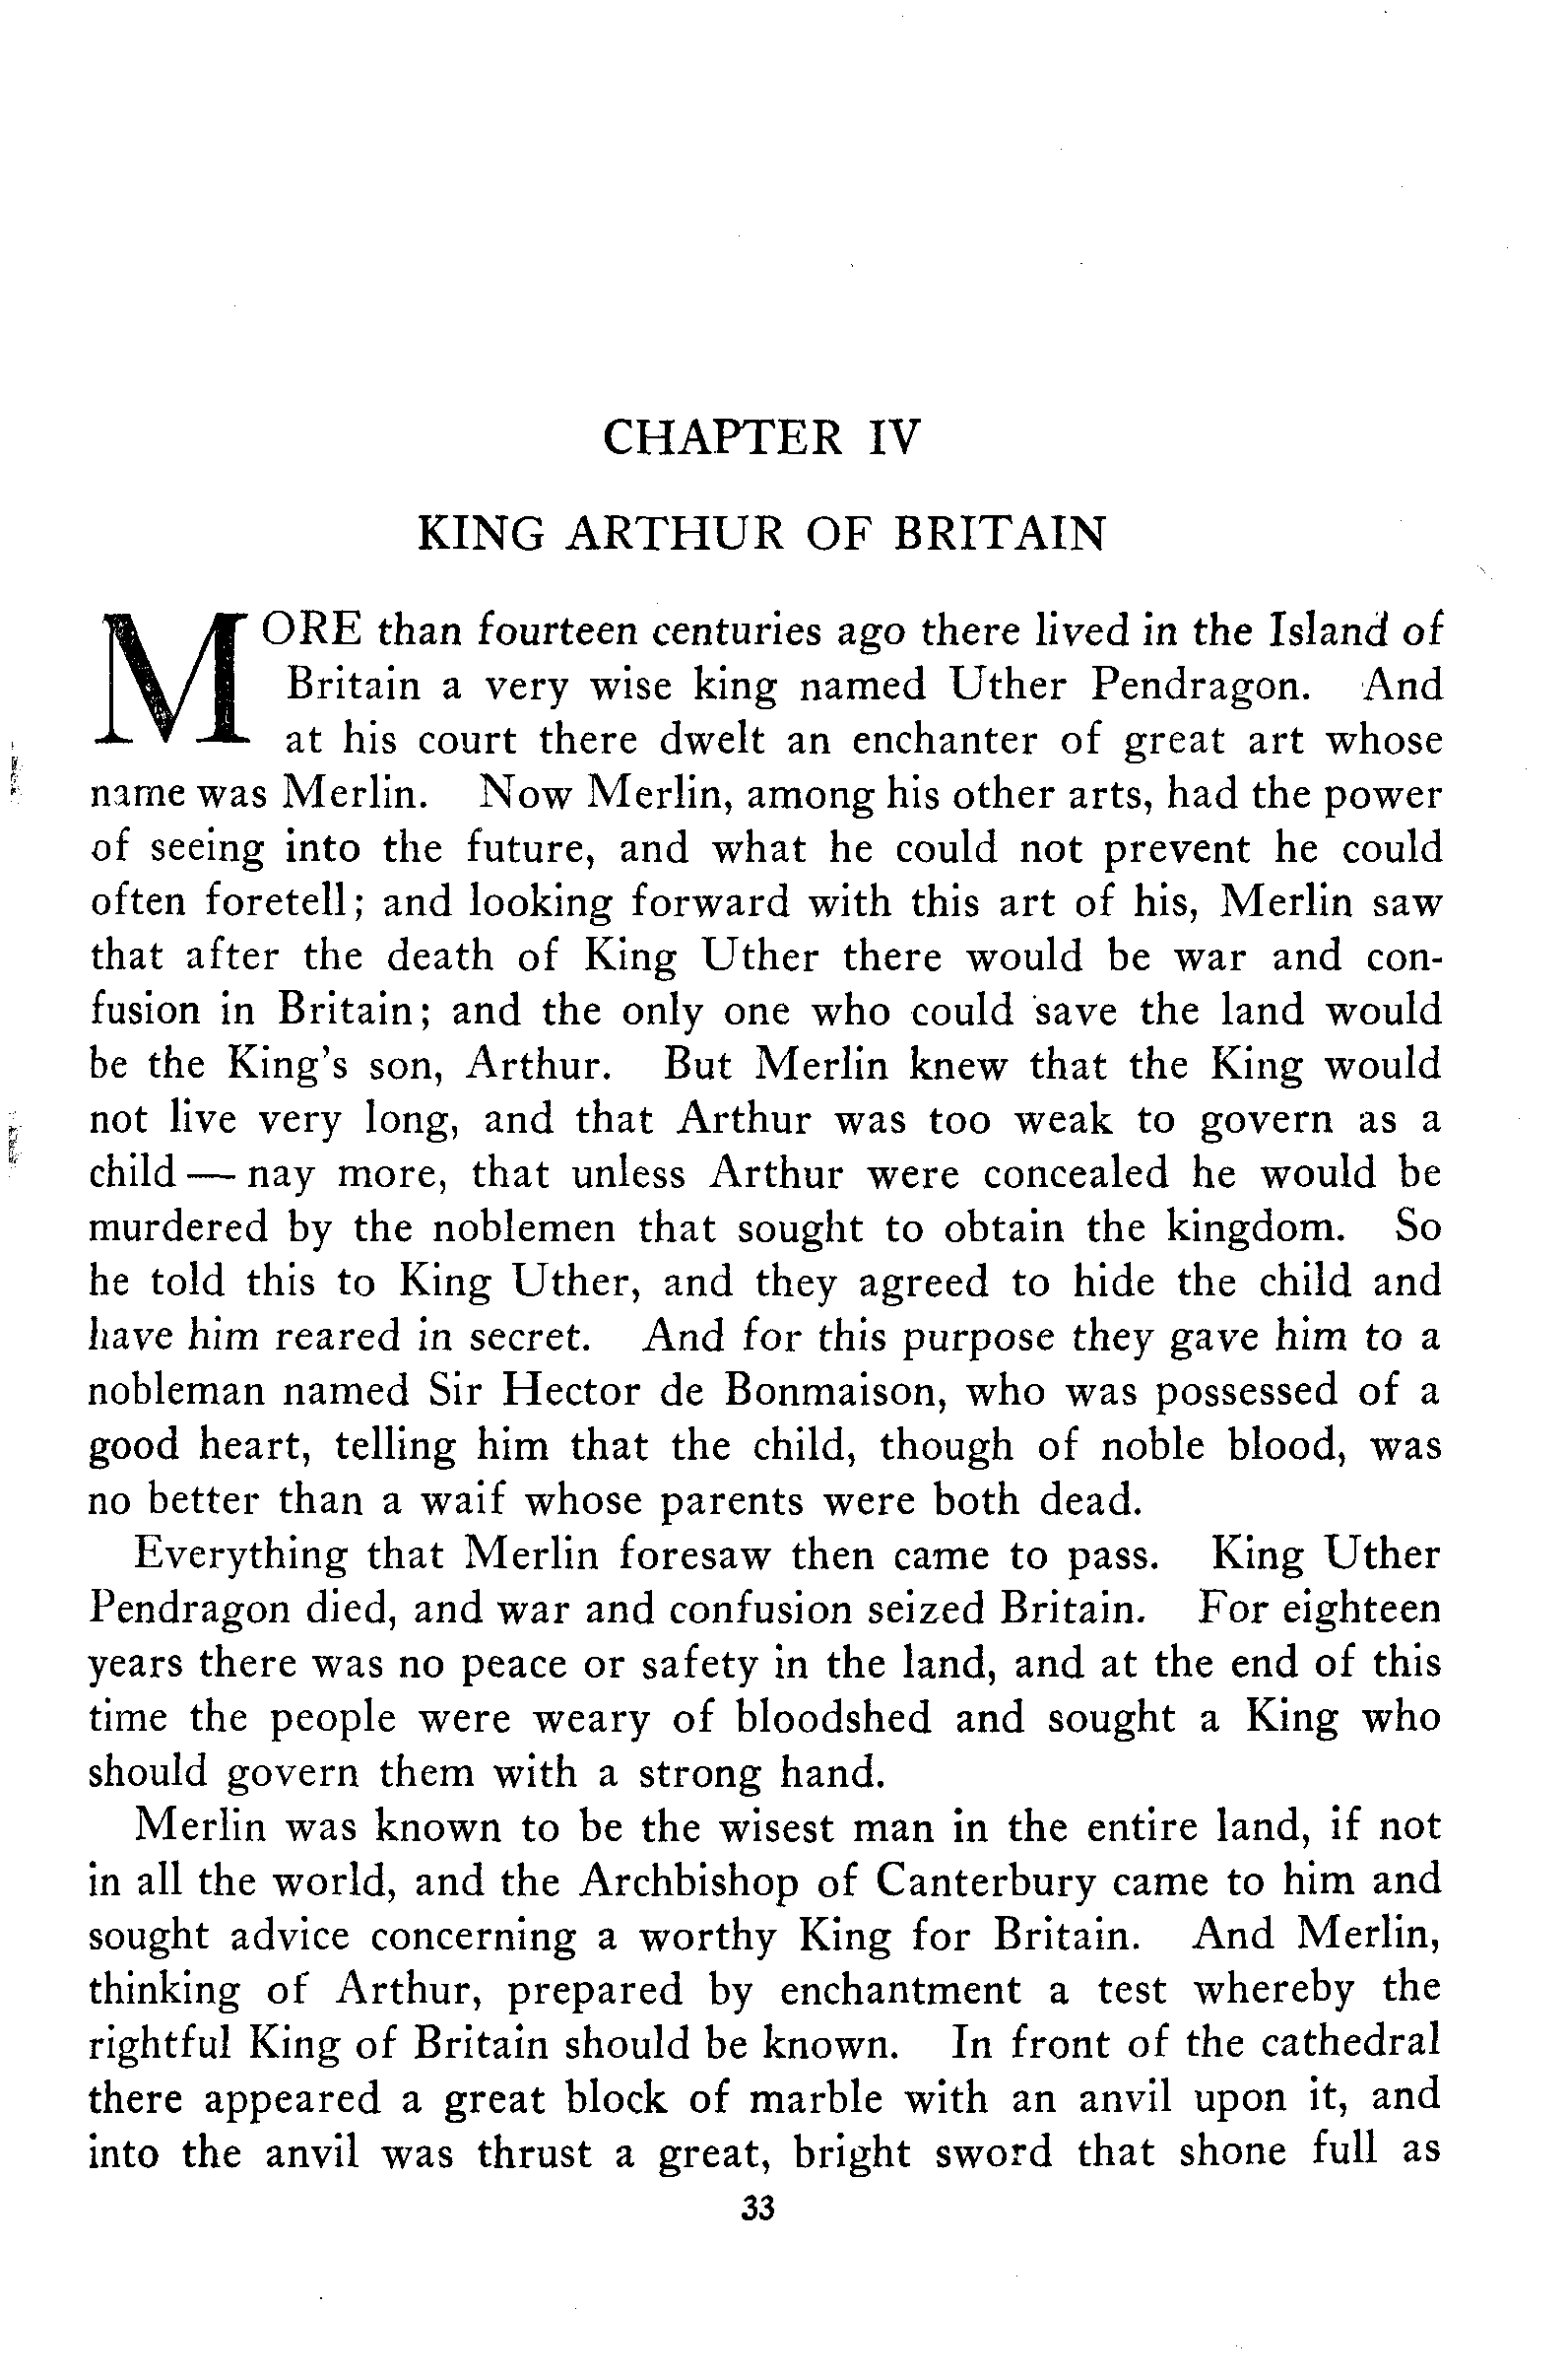 CHAPTER IV
KING ARTHUR OF BRITAIN
MORE than fourteen centuries ago there lived in the Island of
Britain a very wise king named Uther Pendragon. And
at his court there dwelt an enchanter of great art whose
name was Merlin. Now Merlin, among his other arts, had the power
of seeing into the future, and what he could not prevent he could
often foretell; and looking forward with this art of his, Merlin saw
that after the death of King Uther there would be war and con-
fusion in Britain; and the only one who could save the land would
be the King's son, Arthur. But Merlin knew that the King would
not live very long, and that Arthur was too weak to govern as a
child — nay more, that unless Arthur were concealed he would be
murdered by the noblemen that sought to obtain the kingdom. So
he told this to King Uther, and they agreed to hide the child and
have him reared in secret. And for this purpose they gave him to a
nobleman named Sir Hector de Bonmaison, who was possessed of a
good heart, telling him that the child, though of noble blood, was
no better than a waif whose parents were both dead.
Everything that Merlin foresaw then came to pass. King Uther
Pendragon died, and war and confusion seized Britain. For eighteen
years there was no peace or safety in the land, and at the end of this
time the people were weary of bloodshed and sought a King who
should govern them with a strong hand.
Merlin was known to be the wisest man in the entire land, if not
in all the world, and the Archbishop of Canterbury came to him and
sought advice concerning a worthy King for Britain. And Merlin,
thinking of Arthur, prepared by enchantment a test whereby the
rightful King of Britain should be known. In front of the cathedral
there appeared a great block of marble with an anvil upon it, and
into the anvil was thrust a great, bright sword that shone full as
33